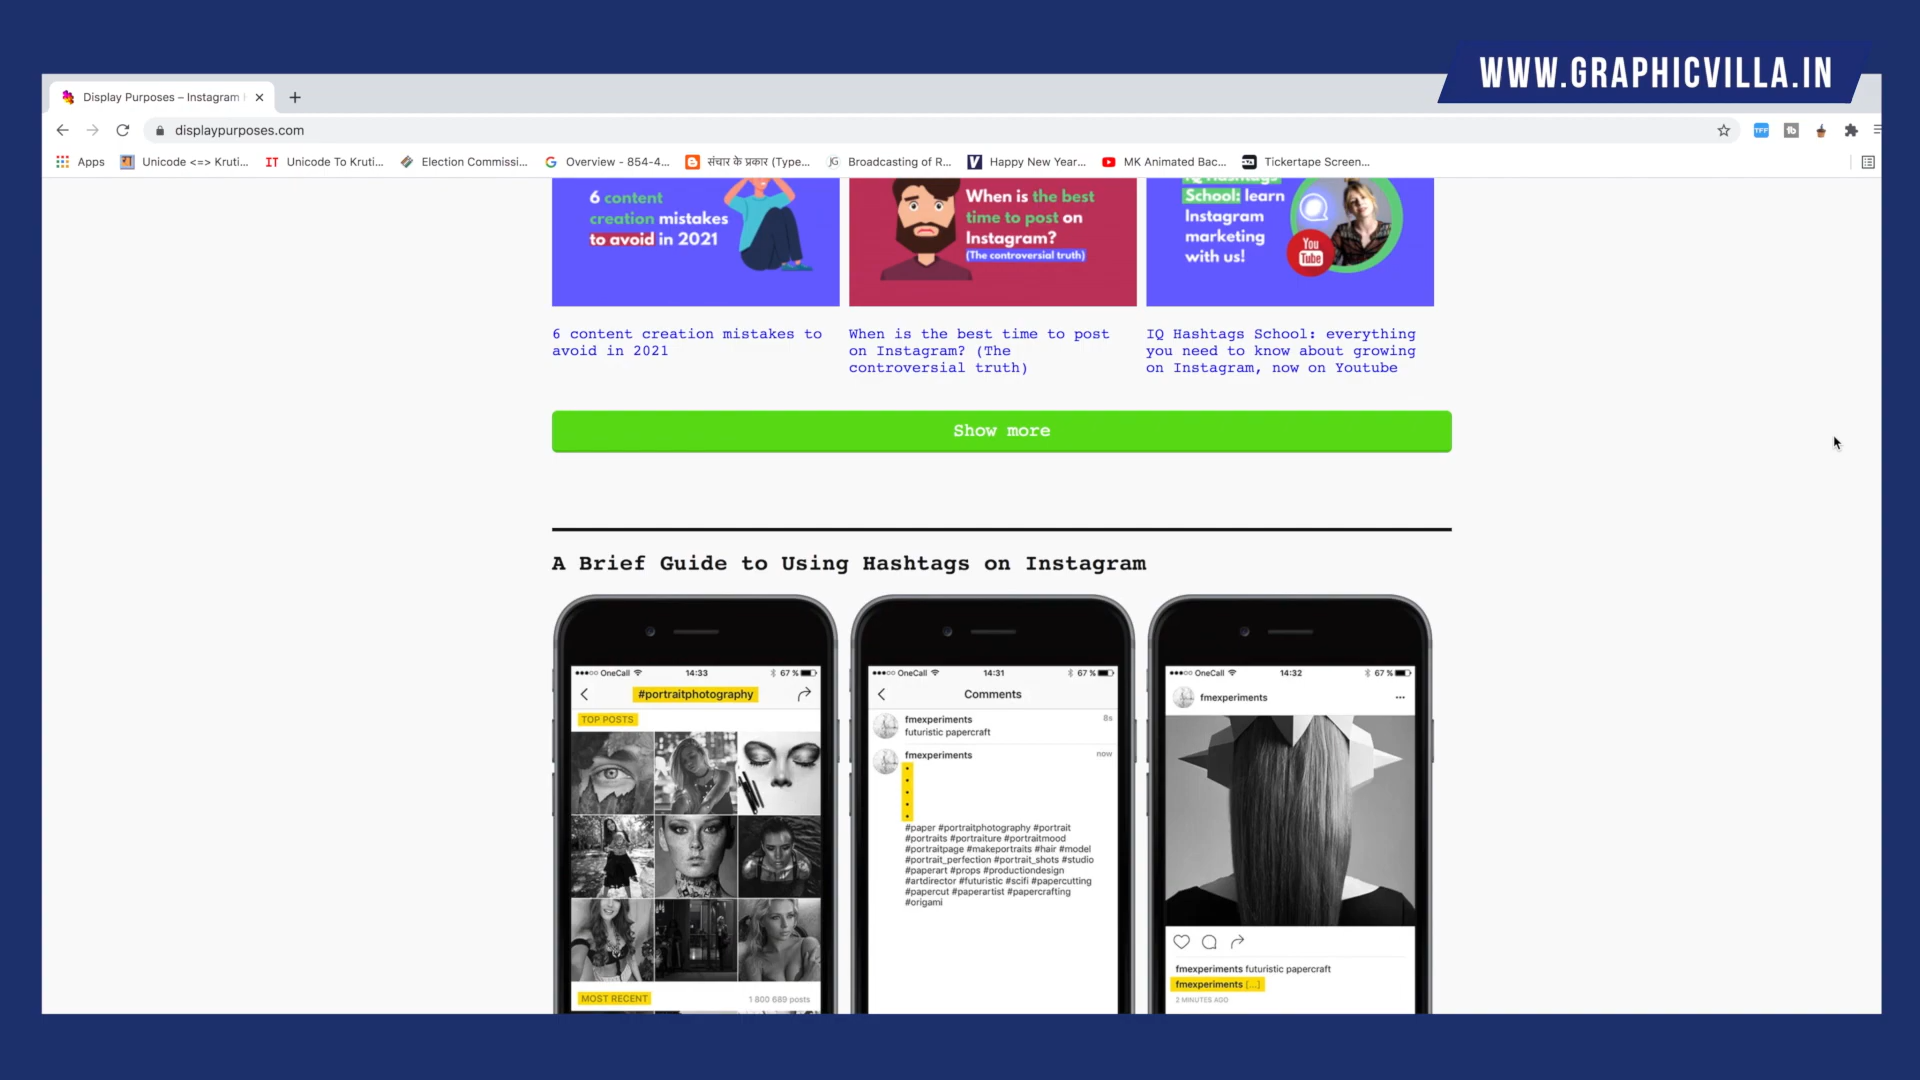 WWW.GRAPHICVILLA.IN
Display Purposes – Instagram
displaypurposes.com
Apps
Unicode <=> Kruti...
IT Unicode To Kruti...
Election Commissi...
Overview - 854-4...
संचार के प्रकार (Type...
JG Broadcasting of R...
Happy New Year...
MK Animated Bac...
Tickertape Screen...
6 content
creation mistakes
to avoid in 2021
When is the best
time to post on
Instagram?
(The controversial truth)
IQ Hashtags
School: learn
Instagram
marketing
with us!
You
Tube
6 content creation mistakes to
avoid in 2021
When is the best time to post
on Instagram? (The
controversial truth)
IQ Hashtags School: everything
you need to know about growing
on Instagram, now on Youtube
Show more
A Brief Guide to Using Hashtags on Instagram
OneCall 14:33 67 %
#portraitphotography
TOP POSTS
MOST RECENT 1 800 689 posts
OneCall 14:31 67 %
Comments
fmexperiments 8s
futuristic papercraft
fmexperiments now
#paper #portraitphotography #portrait
#portraits #portraiture #portraitmood
#portraitpage #makeportraits #hair #model
#portrait_perfection #portrait_shots #studio
#paperart #props #productiondesign
#artdirector #futuristic #scifi #papercutting
#papercut #paperartist #papercrafting
#origami
OneCall 14:32 67 %
fmexperiments
fmexperiments futuristic papercraft
fmexperiments [...]
2 MINUTES AGO